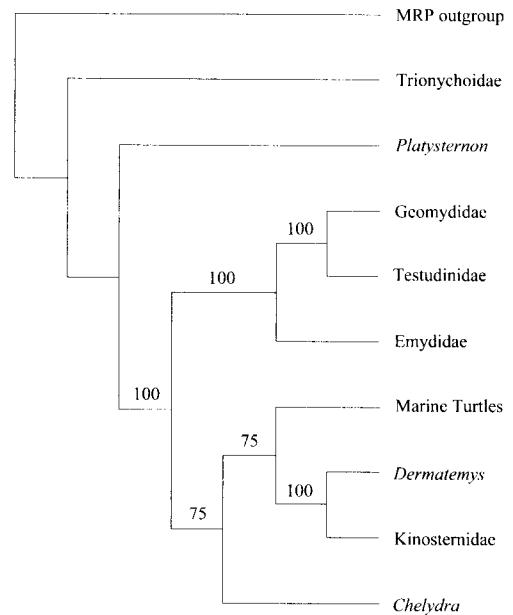 MRP outgroup
Trionychoidae
Platysternon
Geomydidae
100
Testudinidae
100
Emydidae
100
Marine Turtles
75
Dermatemys
100
75
Kinosternidae
Chelydra